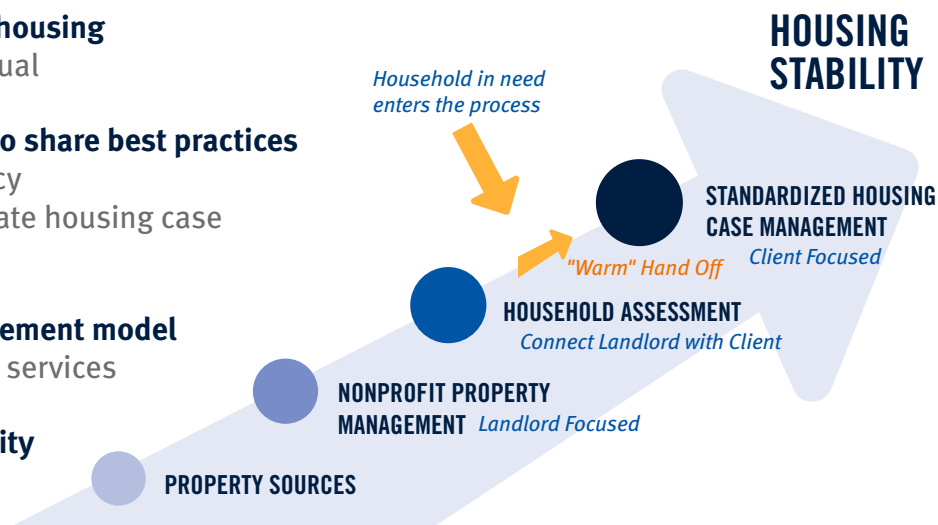 housing
ual
o share best practices
cy
ate housing case
ement model
services
ity
HOUSING
STABILITY
Household in need
enters the process
STANDARDIZED HOUSING
CASE MANAGEMENT
Client Focused
"Warm" Hand Off
HOUSEHOLD ASSESSMENT
Connect Landlord with Client
NONPROFIT PROPERTY
MANAGEMENT Landlord Focused
PROPERTY SOURCES